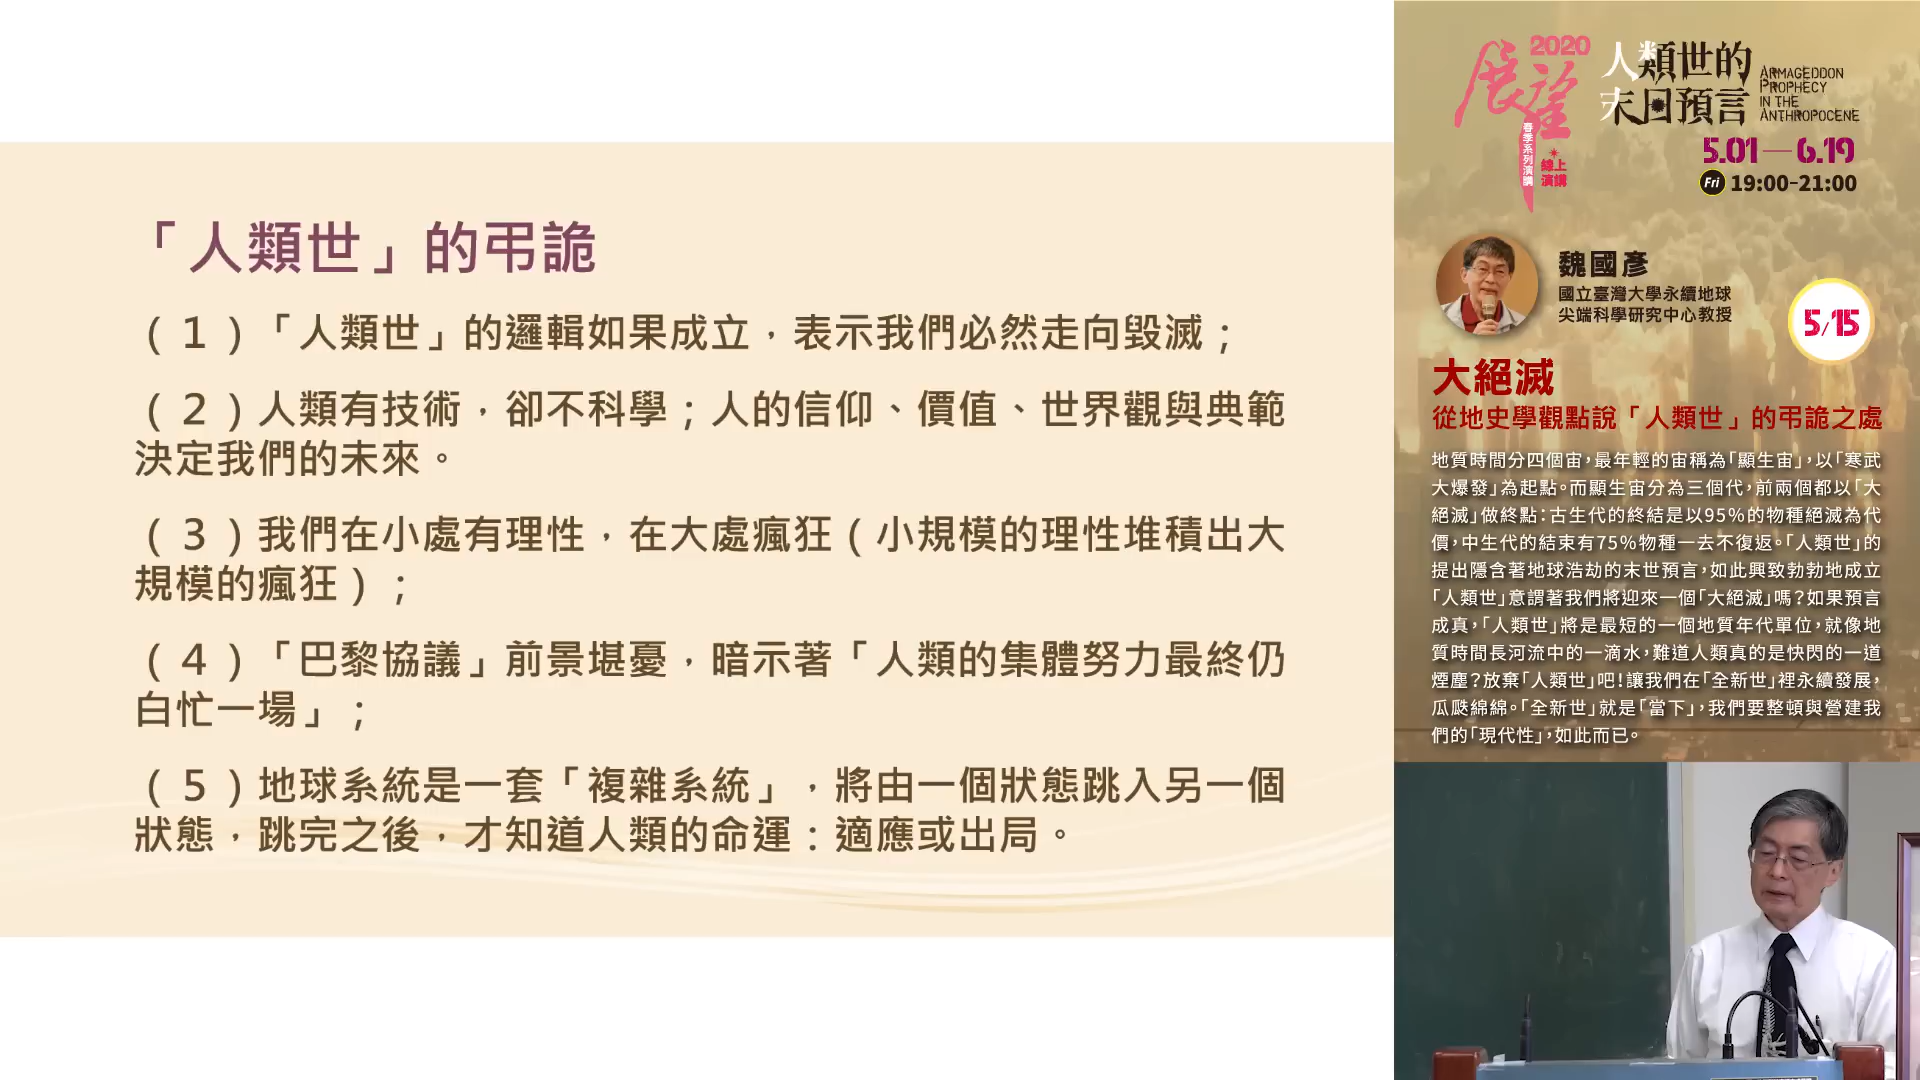 「人類世」的弔詭
（１）「人類世」的邏輯如果成立，表示我們必然走向毀滅；
（２）人類有技術，卻不科學；人的信仰、價值、世界觀與典範
決定我們的未來。
（３）我們在小處有理性，在大處瘋狂（小規模的理性堆積出大
規模的瘋狂）；
（４）「巴黎協議」前景堪憂，暗示著「人類的集體努力最終仍
白忙一場」；
（５）地球系統是一套「複雜系統」，將由一個狀態跳入另一個
狀態，跳完之後，才知道人類的命運：適應或出局。
2020
展望
春季系列演講
線上
演講
人類世的
末日預言
ARMAGEDDON
PROPHECY
IN THE
ANTHROPOCENE
5.01—6.19
Fri 19:00-21:00
魏國彥
國立臺灣大學永續地球
尖端科學研究中心教授
5/15
大絕滅
從地史學觀點說「人類世」的弔詭之處
地質時間分四個宙，最年輕的宙稱為「顯生宙」，以「寒武
大爆發」為起點。而顯生宙分為三個代，前兩個都以「大
絕滅」做終點：古生代的終結是以95%的物種絕滅為代
價，中生代的結束有75%物種一去不復返。「人類世」的
提出隱含著地球浩劫的末世預言，如此興致勃勃地成立
「人類世」意謂著我們將迎來一個「大絕滅」嗎？如果預言
成真，「人類世」將是最短的一個地質年代單位，就像地
質時間長河流中的一滴水，難道人類真的是快閃的一道
煙塵？放棄「人類世」吧！讓我們在「全新世」裡永續發展，
瓜瓞綿綿。「全新世」就是「當下」，我們要整頓與營建我
們的「現代性」，如此而已。